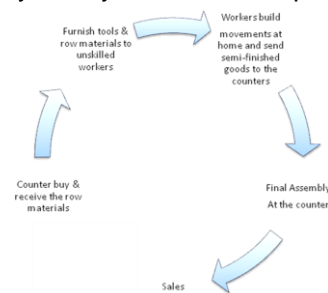 Furnish tools &
row materials to
unskilled
workers
Workers build
movements at
home and send
semi-finished
goods to the
counters
Final Assembly
At the counter
Sales
Counter buy &
receive the row
materials